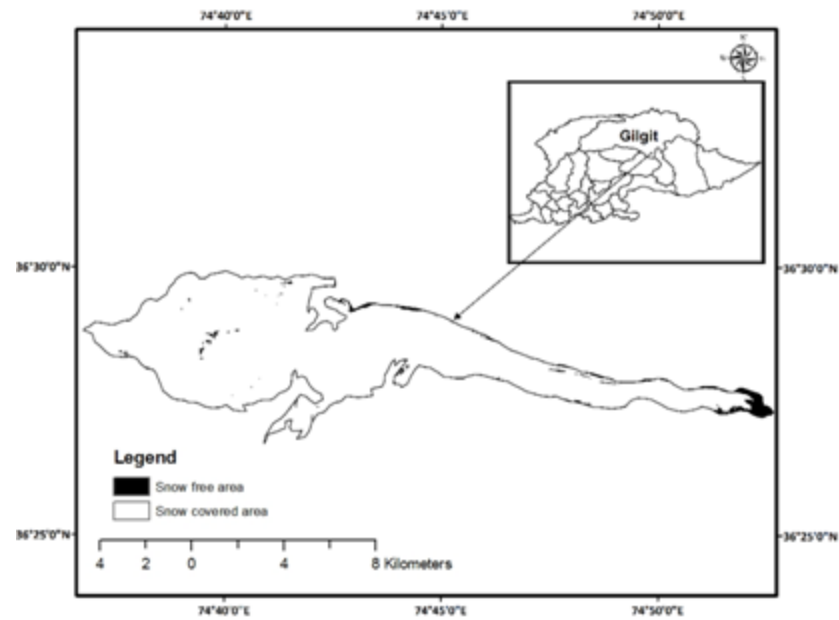 74°40'0"E 74°45'0"E 74°50'0"E
N
Gilgit
36°30'0"N 36°30'0"N
Legend
Snow free area
Snow covered area
36°25'0"N 36°25'0"N
4 2 0 4 8 Kilometers
74°40'0"E 74°45'0"E 74°50'0"E